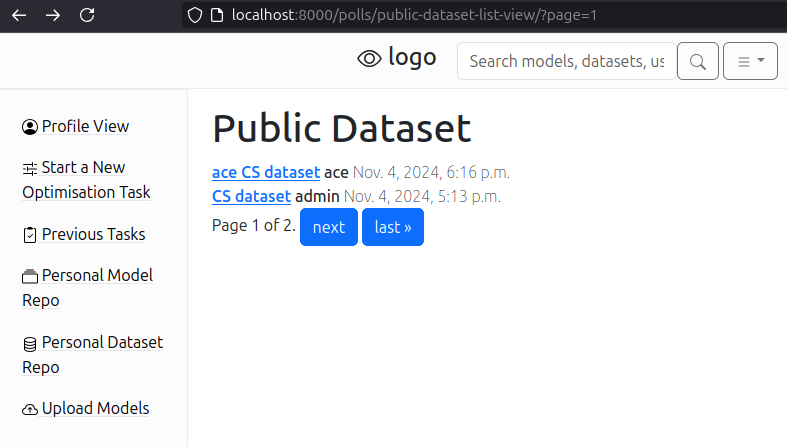 localhost:8000/polls/public-dataset-list-view/?page=1
logo
Search models, datasets, us
Profile View
Start a New
Optimisation Task
Previous Tasks
Personal Model
Repo
Personal Dataset
Repo
Upload Models
Public Dataset
ace CS dataset ace Nov. 4, 2024, 6:16 p.m.
CS dataset admin Nov. 4, 2024, 5:13 p.m.
Page 1 of 2. next last »